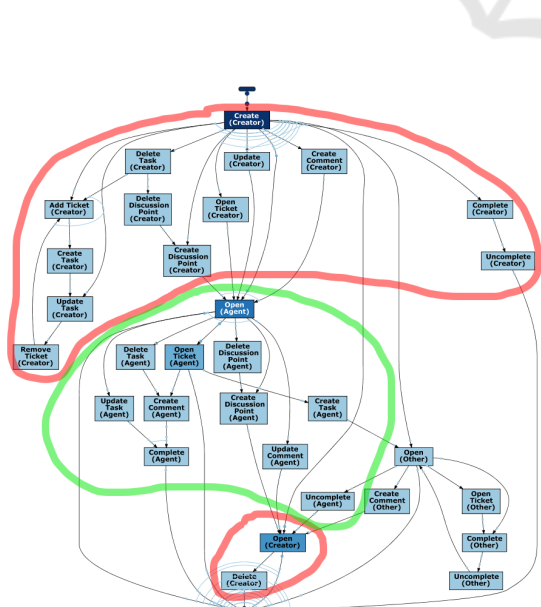 Create
(Creator)
Delete
Task
(Creator)
Update
(Creator)
Create
Comment
(Creator)
Add Ticket
(Creator)
Delete
Discussion
Point
(Creator)
Open
Ticket
(Creator)
Complete
(Creator)
Create
Task
(Creator)
Create
Discussion
Point
(Creator)
Uncomplete
(Creator)
Update
Task
(Creator)
Open
(Agent)
Remove
Ticket
(Creator)
Delete
Task
(Agent)
Open
Ticket
(Agent)
Delete
Discussion
Point
(Agent)
Update
Task
(Agent)
Create
Comment
(Agent)
Create
Discussion
Point
(Agent)
Create
Task
(Agent)
Complete
(Agent)
Update
Comment
(Agent)
Open
(Other)
Uncomplete
(Agent)
Create
Comment
(Other)
Open
Ticket
(Other)
Open
(Creator)
Complete
(Other)
Delete
(Creator)
Uncomplete
(Other)